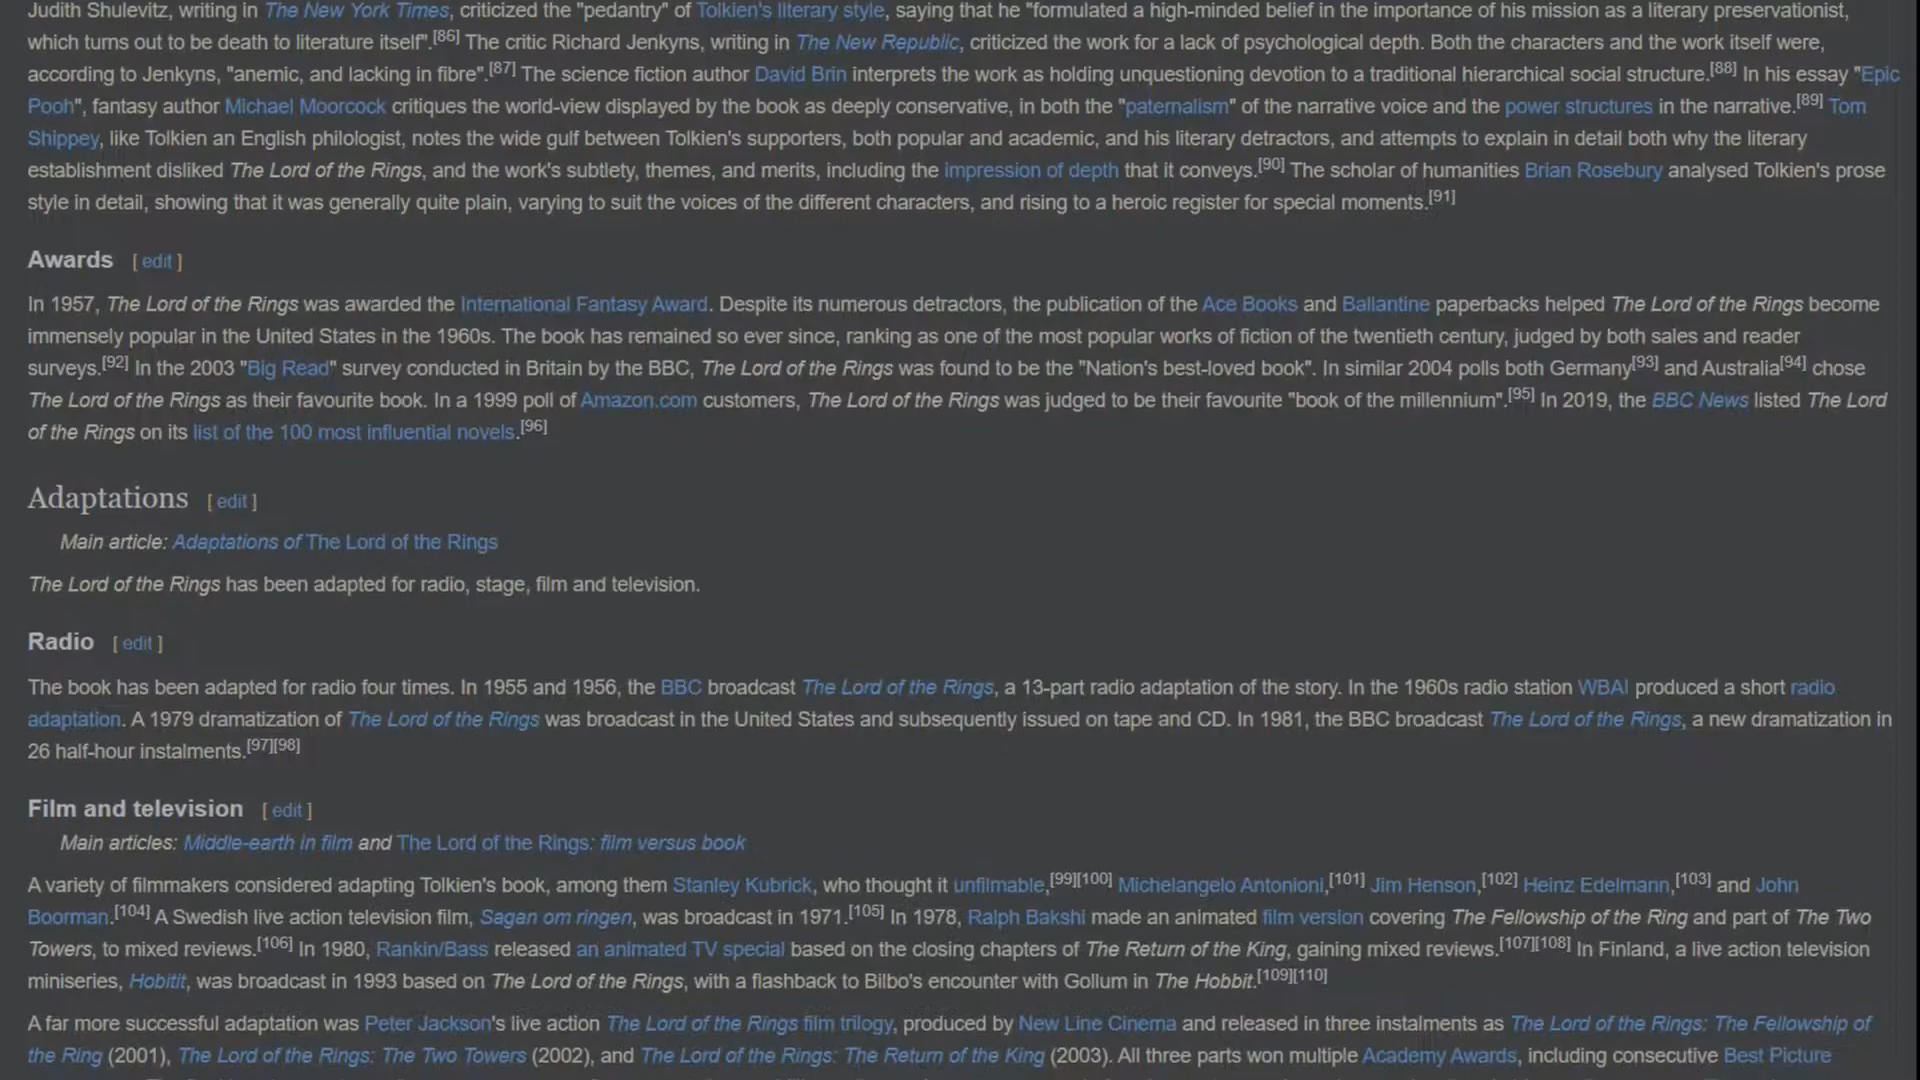 Judith Shulevitz, writing in The New York Times, criticized the "pedantry" of Tolkien's literary style, saying that he "formulated a high-minded belief in the importance of his mission as a literary preservationist,
which turns out to be death to literature itself".[86] The critic Richard Jenkyns, writing in The New Republic, criticized the work for a lack of psychological depth. Both the characters and the work itself were,
according to Jenkyns, "anemic, and lacking in fibre".[87] The science fiction author David Brin interprets the work as holding unquestioning devotion to a traditional hierarchical social structure.[88] In his essay "Epic
Pooh", fantasy author Michael Moorcock critiques the world-view displayed by the book as deeply conservative, in both the "paternalism" of the narrative voice and the power structures in the narrative.[89] Tom
Shippey, like Tolkien an English philologist, notes the wide gulf between Tolkien's supporters, both popular and academic, and his literary detractors, and attempts to explain in detail both why the literary
establishment disliked The Lord of the Rings, and the work's subtlety, themes, and merits, including the impression of depth that it conveys.[90] The scholar of humanities Brian Rosebury analysed Tolkien's prose
style in detail, showing that it was generally quite plain, varying to suit the voices of the different characters, and rising to a heroic register for special moments.[91]
Awards [ edit ]
In 1957, The Lord of the Rings was awarded the International Fantasy Award. Despite its numerous detractors, the publication of the Ace Books and Ballantine paperbacks helped The Lord of the Rings become
immensely popular in the United States in the 1960s. The book has remained so ever since, ranking as one of the most popular works of fiction of the twentieth century, judged by both sales and reader
surveys.[92] In the 2003 "Big Read" survey conducted in Britain by the BBC, The Lord of the Rings was found to be the "Nation's best-loved book". In similar 2004 polls both Germany[93] and Australia[94] chose
The Lord of the Rings as their favourite book. In a 1999 poll of Amazon.com customers, The Lord of the Rings was judged to be their favourite "book of the millennium".[95] In 2019, the BBC News listed The Lord
of the Rings on its list of the 100 most influential novels.[96]
Adaptations [ edit ]
Main article: Adaptations of The Lord of the Rings
The Lord of the Rings has been adapted for radio, stage, film and television.
Radio [ edit ]
The book has been adapted for radio four times. In 1955 and 1956, the BBC broadcast The Lord of the Rings, a 13-part radio adaptation of the story. In the 1960s radio station WBAI produced a short radio
adaptation. A 1979 dramatization of The Lord of the Rings was broadcast in the United States and subsequently issued on tape and CD. In 1981, the BBC broadcast The Lord of the Rings, a new dramatization in
26 half-hour instalments.[97][98]
Film and television [ edit ]
Main articles: Middle-earth in film and The Lord of the Rings: film versus book
A variety of filmmakers considered adapting Tolkien's book, among them Stanley Kubrick, who thought it unfilmable,[99][100] Michelangelo Antonioni,[101] Jim Henson,[102] Heinz Edelmann,[103] and John
Boorman.[104] A Swedish live action television film, Sagan om ringen, was broadcast in 1971.[105] In 1978, Ralph Bakshi made an animated film version covering The Fellowship of the Ring and part of The Two
Towers, to mixed reviews.[106] In 1980, Rankin/Bass released an animated TV special based on the closing chapters of The Return of the King, gaining mixed reviews.[107][108] In Finland, a live action television
miniseries, Hobitit, was broadcast in 1993 based on The Lord of the Rings, with a flashback to Bilbo's encounter with Gollum in The Hobbit.[109][110]
A far more successful adaptation was Peter Jackson's live action The Lord of the Rings film trilogy, produced by New Line Cinema and released in three instalments as The Lord of the Rings: The Fellowship of
the Ring (2001), The Lord of the Rings: The Two Towers (2002), and The Lord of the Rings: The Return of the King (2003). All three parts won multiple Academy Awards, including consecutive Best Picture